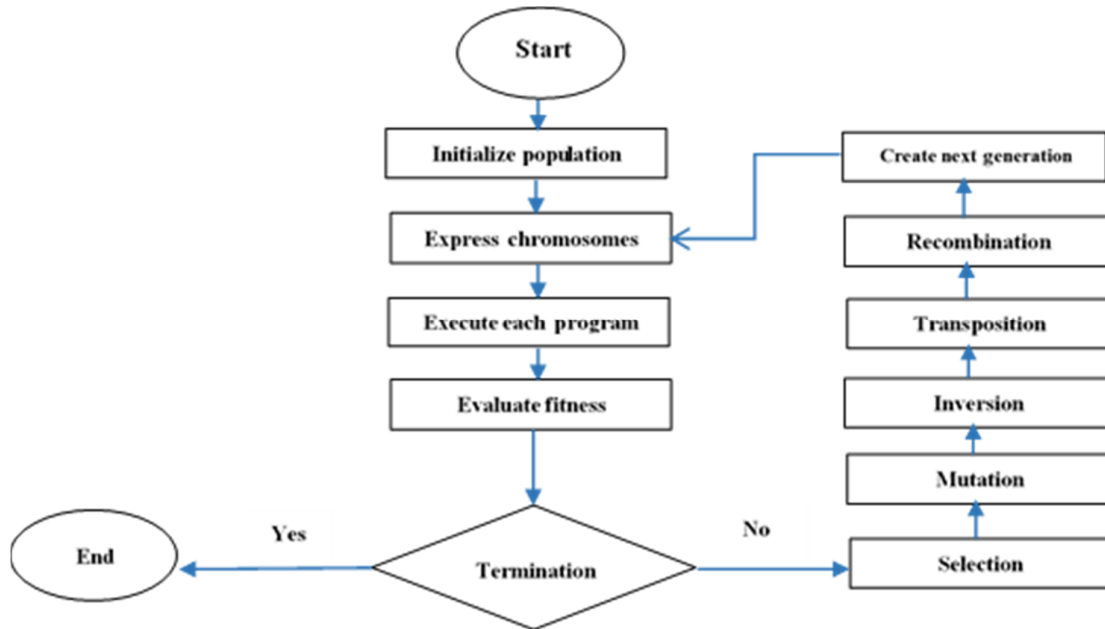 Start
Initialize population
Express chromosomes
Execute each program
Evaluate fitness
Termination
Yes
End
No
Selection
Mutation
Inversion
Transposition
Recombination
Create next generation